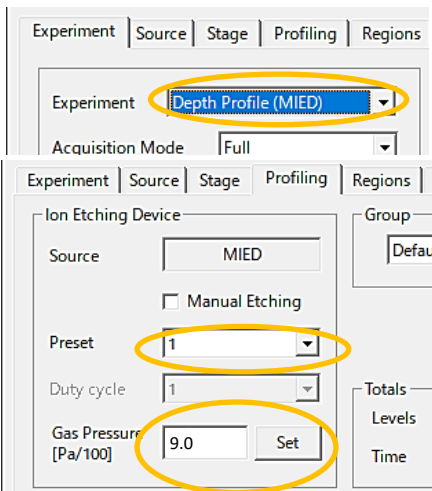 Experiment Source Stage Profiling Regions
Experiment Depth Profile (MIED)
Acquisition Mode Full
Experiment Source Stage Profiling Regions
Ion Etching Device Group
Source MIED Defau
Manual Etching
Preset 1
Duty cycle 1 Totals
Levels
Gas Pressure 9.0 Set
[Pa/100] Time